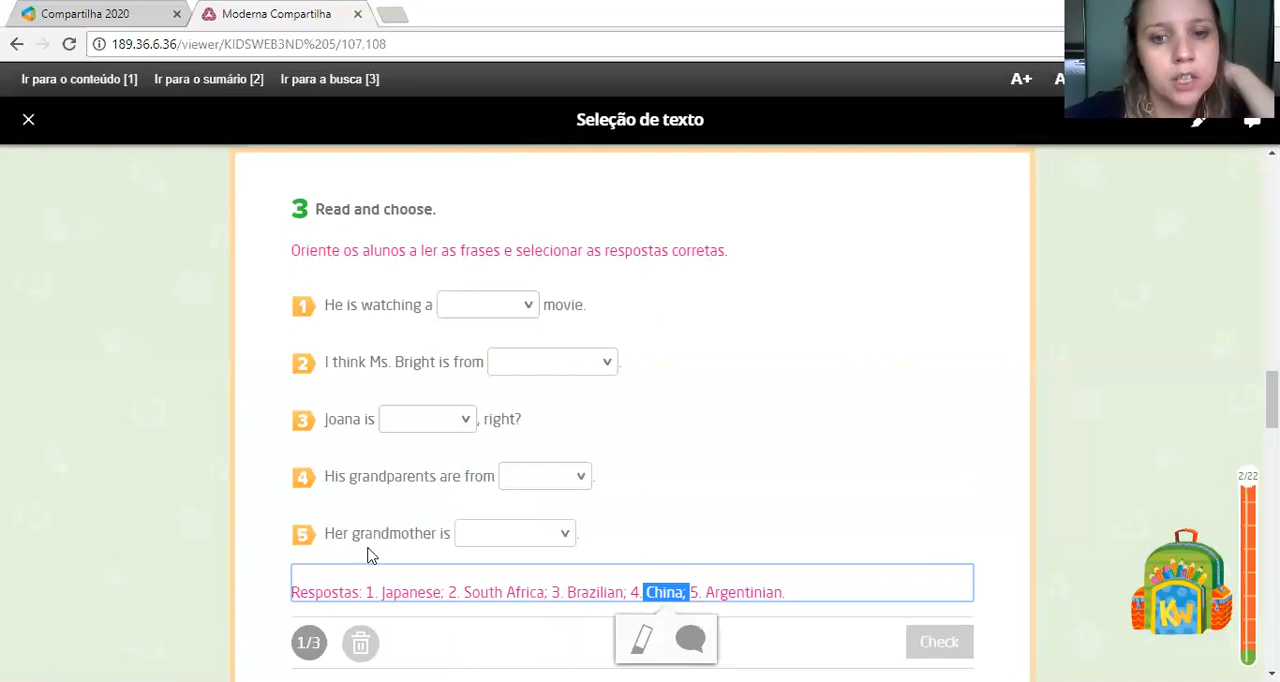 Compartilha 2020
Moderna Compartilha
189.36.6.36/viewer/KIDSWEB3ND%205/107.108
Ir para o conteúdo [1] Ir para o sumário [2] Ir para a busca [3]
A+
Seleção de texto
3 Read and choose.
Oriente os alunos a ler as frases e selecionar as respostas corretas.
1 He is watching a movie.
2 I think Ms. Bright is from .
3 Joana is , right?
4 His grandparents are from .
5 Her grandmother is .
Respostas: 1. Japanese; 2. South Africa; 3. Brazilian; 4. China; 5. Argentinian.
1/3
Check
2/22
KW